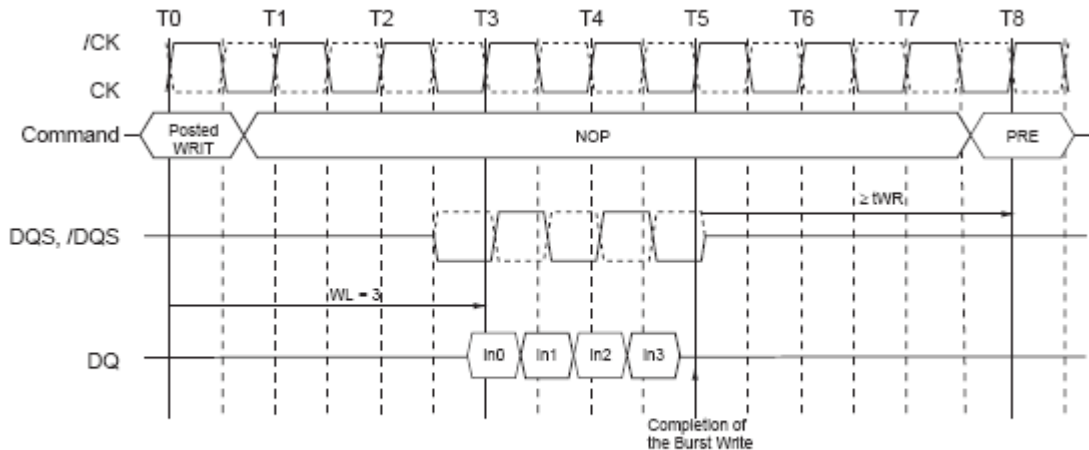 T0 T1 T2 T3 T4 T5 T6 T7 T8
/CK
CK
Command
Posted
WRIT
NOP
PRE
≥ tWR
DQS, /DQS
WL = 3
DQ
In0 In1 In2 In3
Completion of
the Burst Write